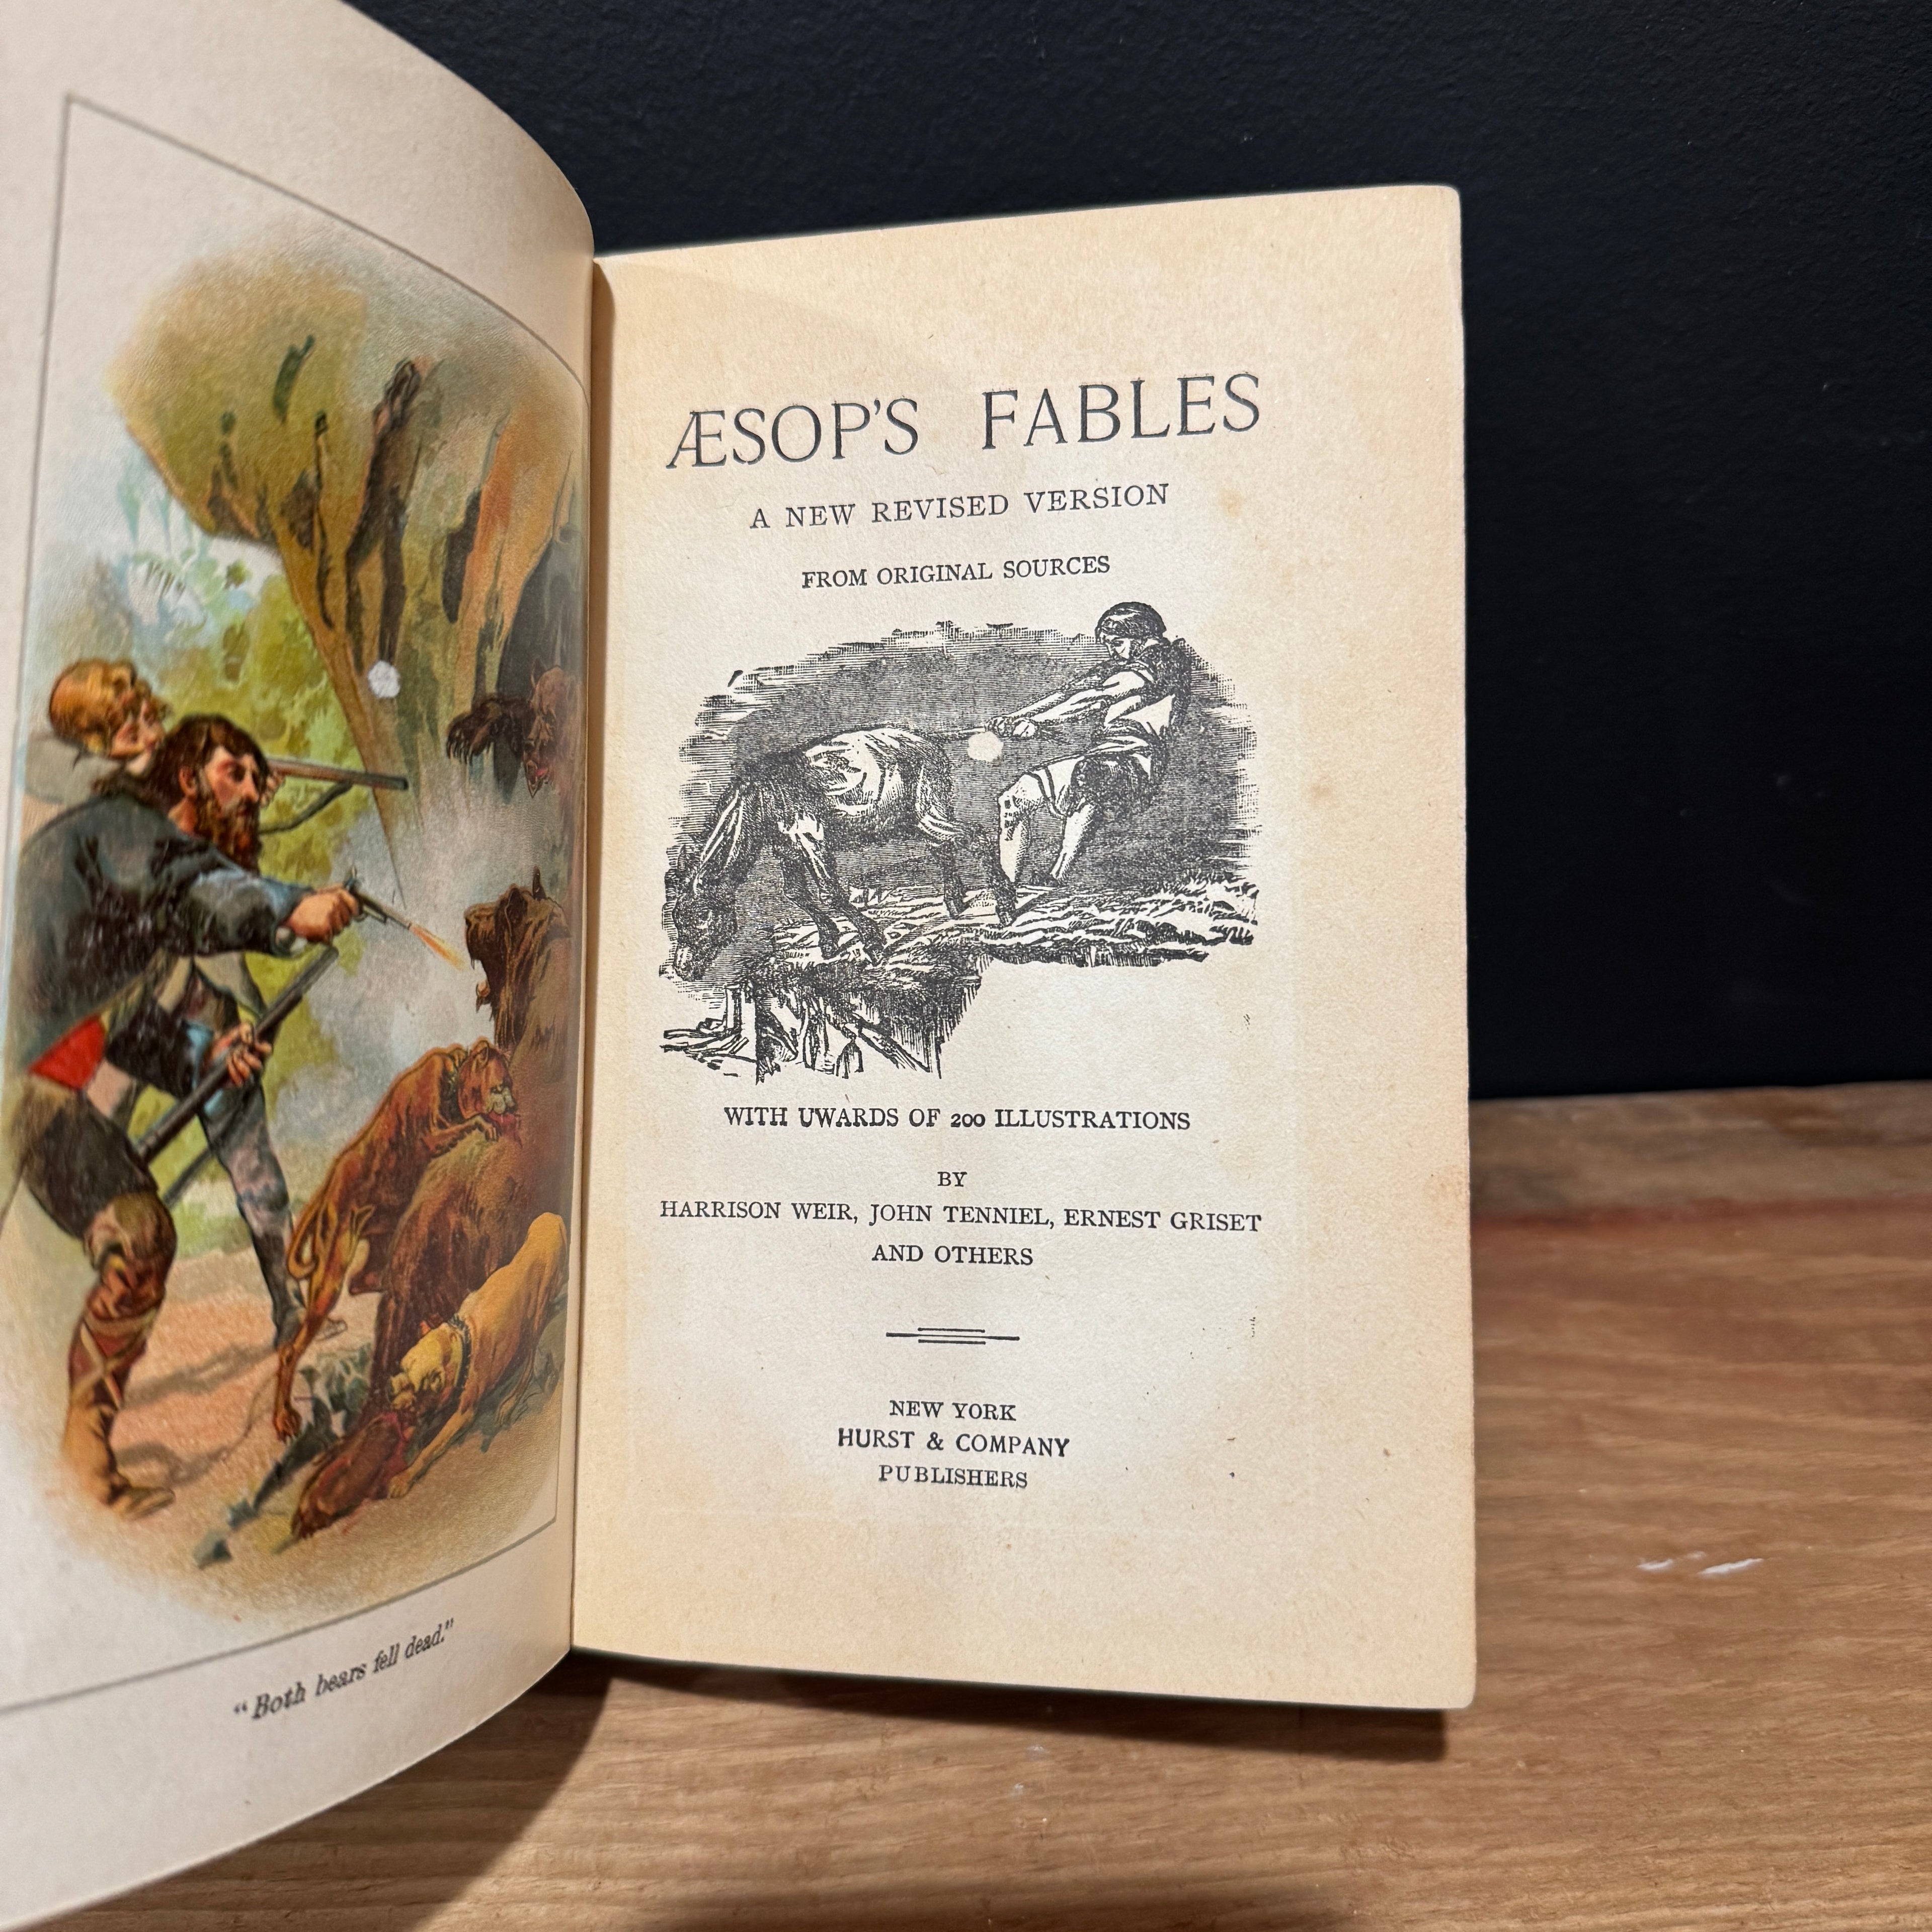 "Both bears fell dead."
ÆSOP'S FABLES
A NEW REVISED VERSION
FROM ORIGINAL SOURCES
WITH UWARDS OF 200 ILLUSTRATIONS
BY
HARRISON WEIR, JOHN TENNIEL, ERNEST GRISET
AND OTHERS
NEW YORK
HURST & COMPANY
PUBLISHERS